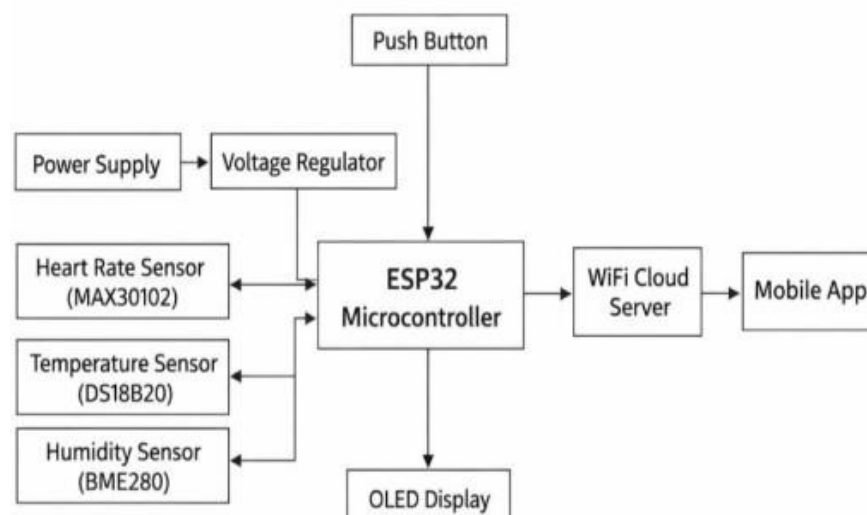 Push Button
Power Supply
Voltage Regulator
Heart Rate Sensor
(MAX30102)
ESP32
Microcontroller
WiFi Cloud
Server
Mobile App
Temperature Sensor
(DS18B20)
Humidity Sensor
(BME280)
OLED Display